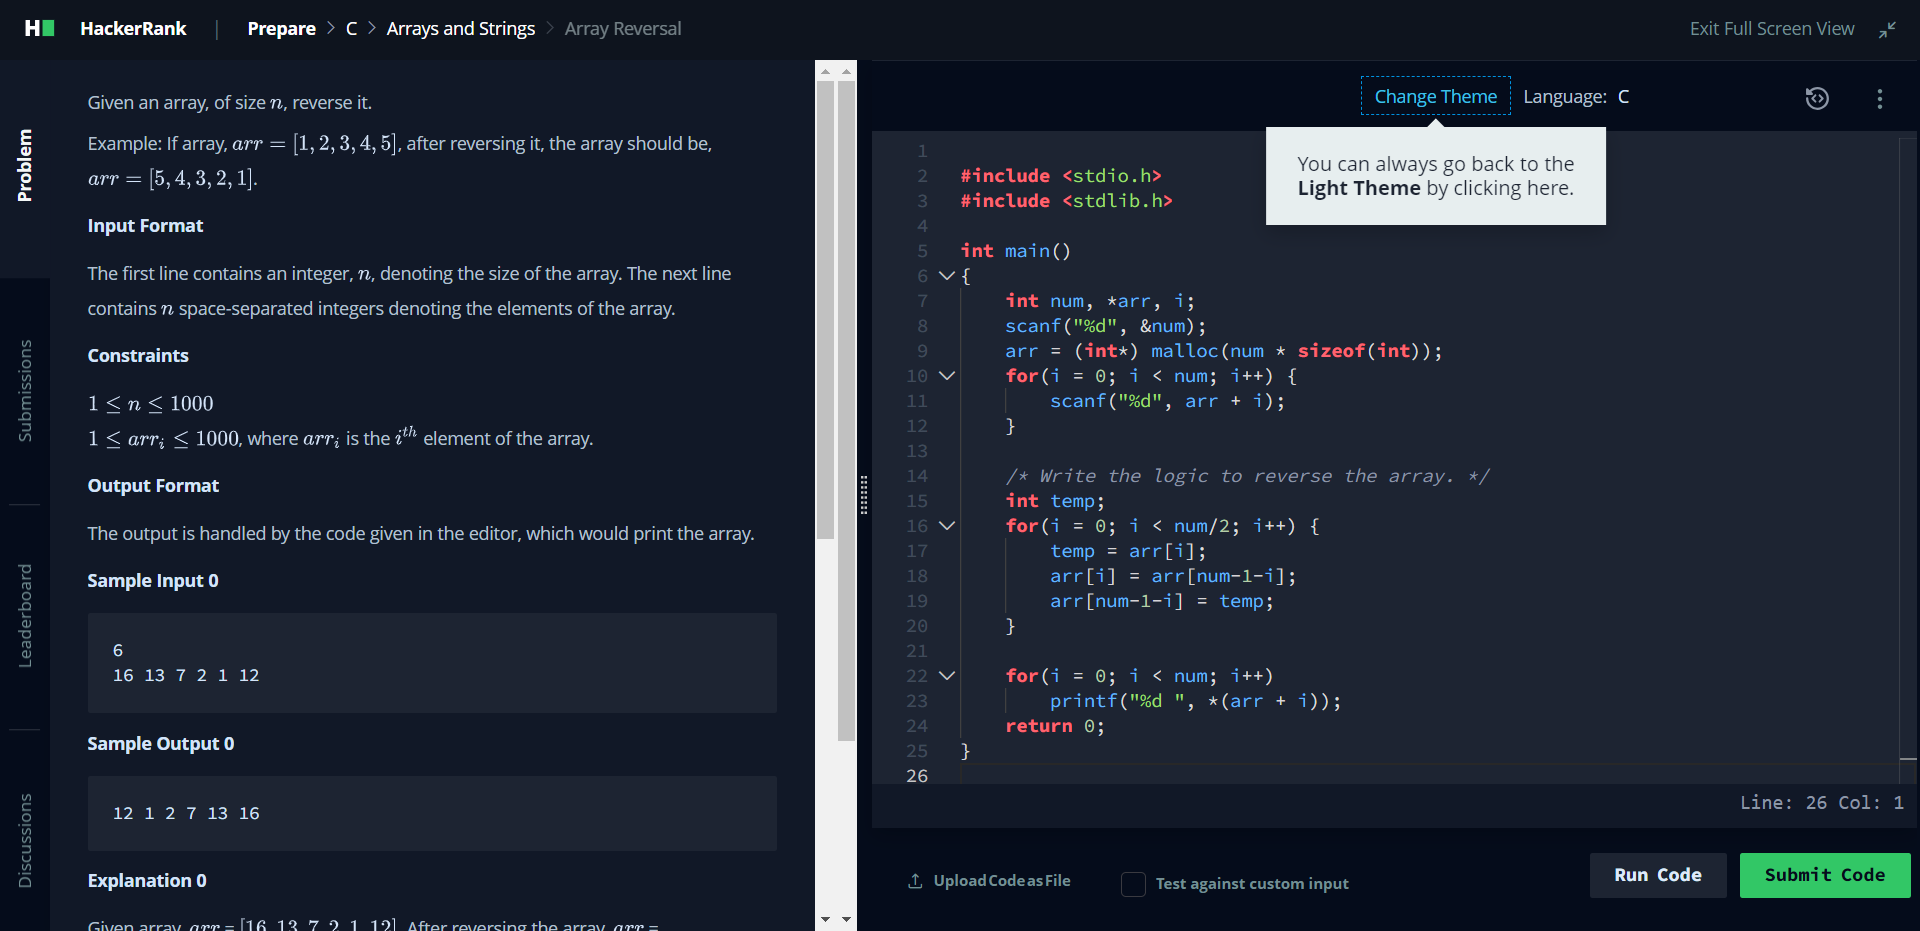 HackerRank | Prepare > C > Arrays and Strings > Array Reversal
Exit Full Screen View
Problem
Submissions
Leaderboard
Discussions
Given an array, of size n, reverse it.
Example: If array, arr = [1, 2, 3, 4, 5], after reversing it, the array should be,
arr = [5, 4, 3, 2, 1].
Input Format
The first line contains an integer, n, denoting the size of the array. The next line
contains n space-separated integers denoting the elements of the array.
Constraints
1 ≤ n ≤ 1000
1 ≤ arr_i ≤ 1000, where arr_i is the i^th element of the array.
Output Format
The output is handled by the code given in the editor, which would print the array.
Sample Input 0
6
16 13 7 2 1 12
Sample Output 0
12 1 2 7 13 16
Explanation 0
Given array, arr = [16, 13, 7, 2, 1, 12]. After reversing the array, arr =
Change Theme Language: C
You can always go back to the
Light Theme by clicking here.
1
2 #include <stdio.h>
3 #include <stdlib.h>
4
5 int main()
6 {
7 int num, *arr, i;
8 scanf("%d", &num);
9 arr = (int*) malloc(num * sizeof(int));
10 for(i = 0; i < num; i++) {
11 scanf("%d", arr + i);
12 }
13
14 /* Write the logic to reverse the array. */
15 int temp;
16 for(i = 0; i < num/2; i++) {
17 temp = arr[i];
18 arr[i] = arr[num-1-i];
19 arr[num-1-i] = temp;
20 }
21
22 for(i = 0; i < num; i++)
23 printf("%d ", *(arr + i));
24 return 0;
25 }
26
Line: 26 Col: 1
Upload Code as File
Test against custom input
Run Code
Submit Code